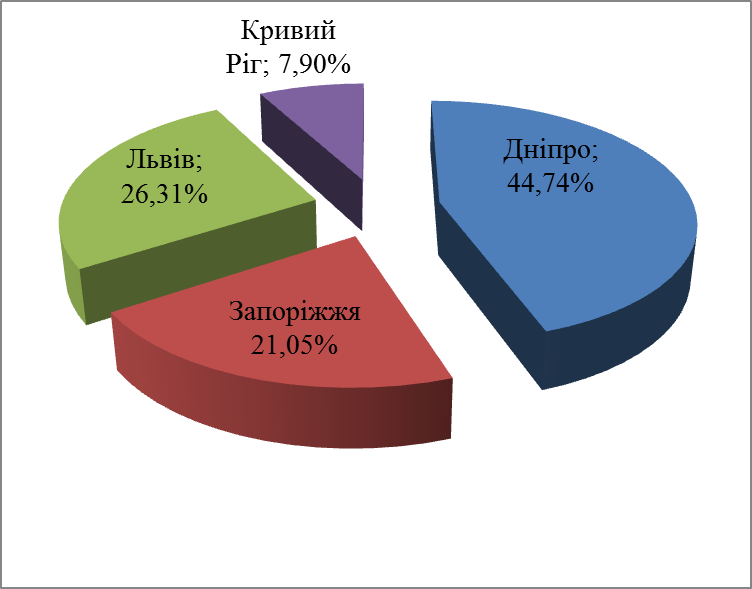 Кривий
Ріг; 7,90%
Дніпро;
44,74%
Львів;
26,31%
Запоріжжя
21,05%